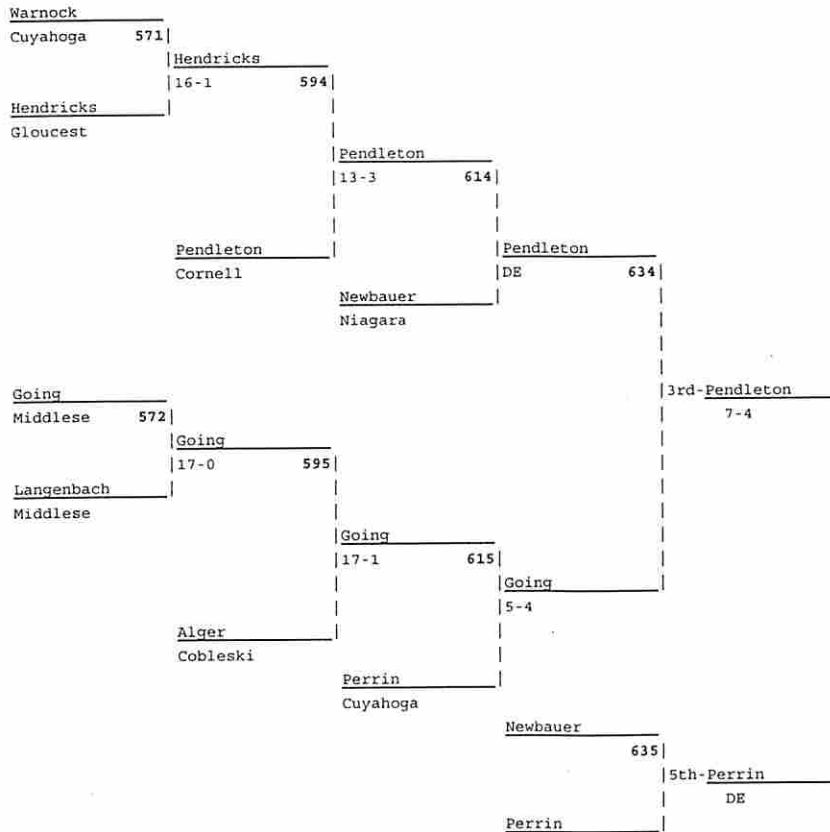 Warnock
Cuyahoga 571
Hendricks
16-1 594
Hendricks
Gloucest
Pendleton
13-3 614
Pendleton
Cornell
Pendleton
DE 634
Newbauer
Niagara
Going
Middlese 572
3rd-Pendleton
7-4
Going
17-0 595
Langenbach
Middlese
Going
17-1 615
Going
5-4
Alger
Cobleski
Perrin
Cuyahoga
Newbauer
635
5th-Perrin
DE
Perrin